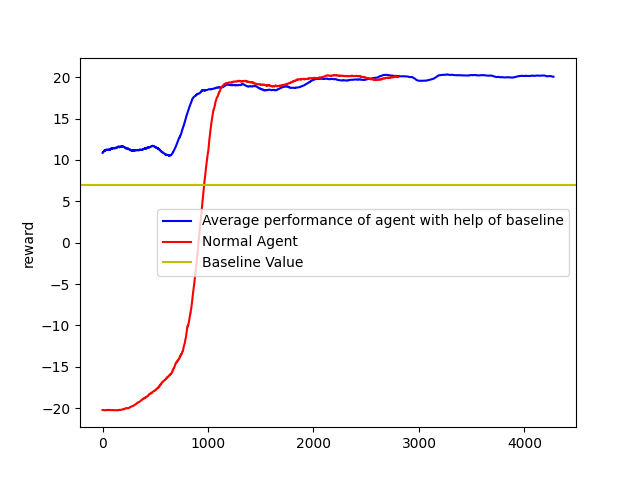 20
15
10
5
0
−5
−10
−15
−20
reward
Average performance of agent with help of baseline
Normal Agent
Baseline Value
0 1000 2000 3000 4000